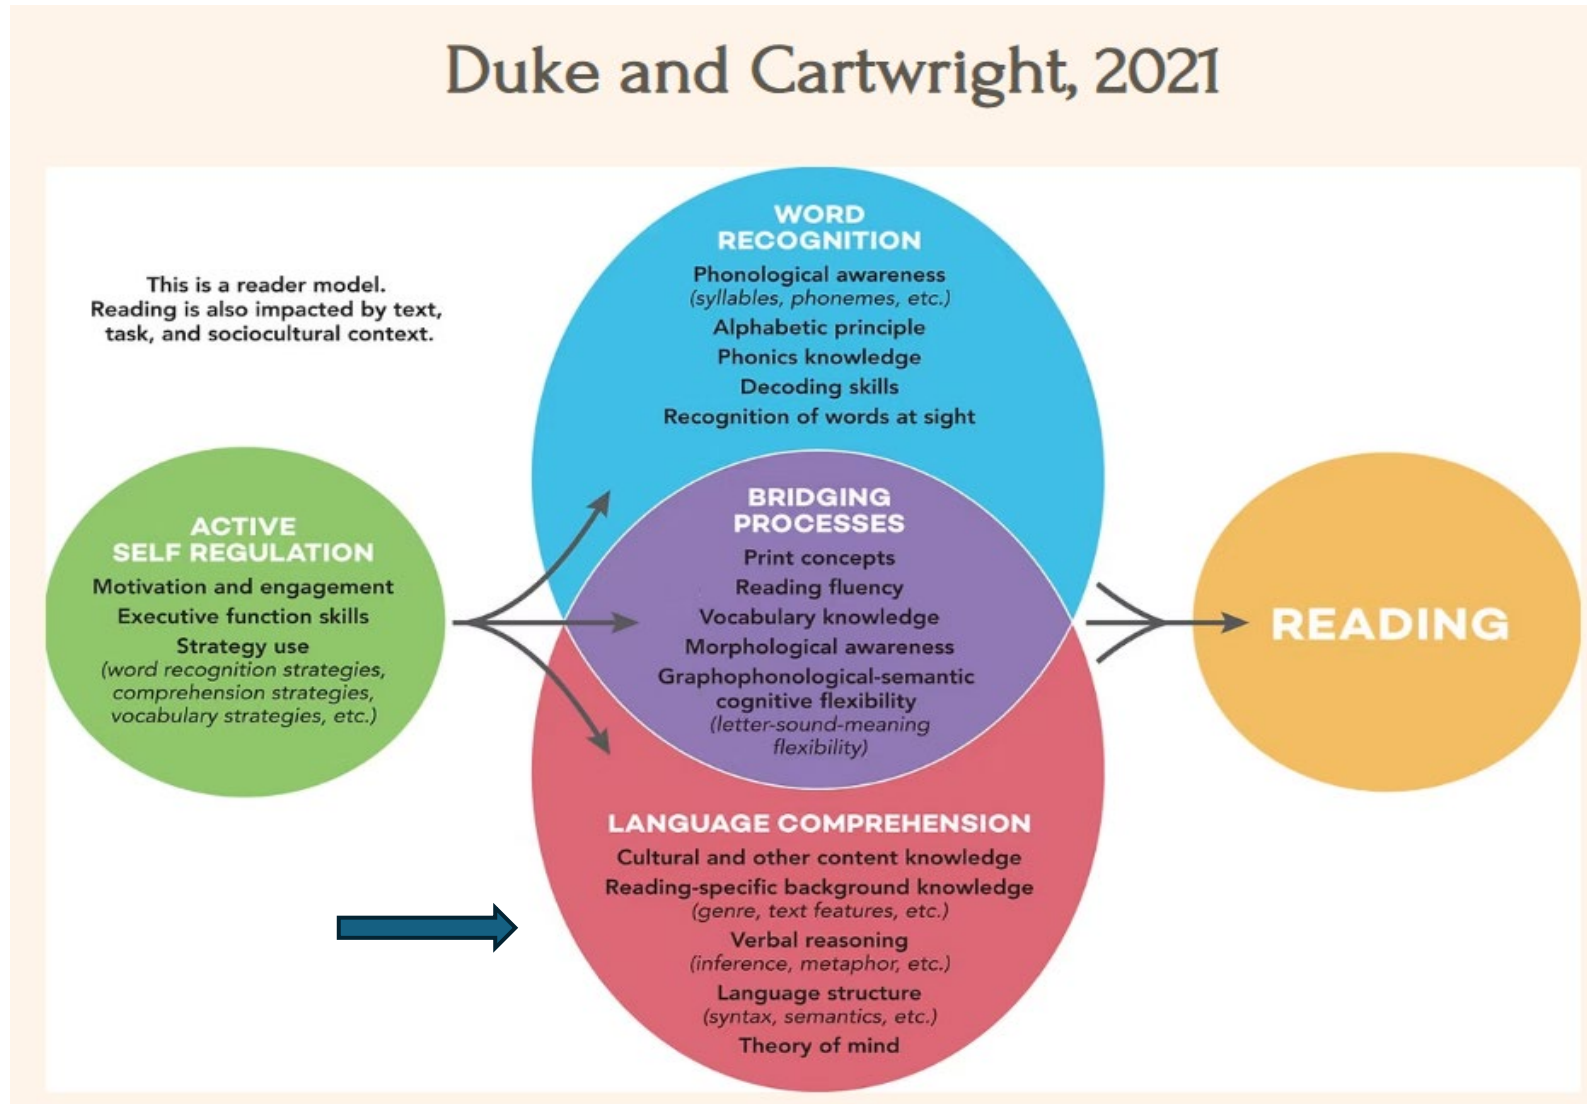 Duke and Cartwright, 2021
This is a reader model.
Reading is also impacted by text,
task, and sociocultural context.
WORD
RECOGNITION
Phonological awareness
(syllables, phonemes, etc.)
Alphabetic principle
Phonics knowledge
Decoding skills
Recognition of words at sight
ACTIVE
SELF REGULATION
Motivation and engagement
Executive function skills
Strategy use
(word recognition strategies,
comprehension strategies,
vocabulary strategies, etc.)
BRIDGING
PROCESSES
Print concepts
Reading fluency
Vocabulary knowledge
Morphological awareness
Graphophonological-semantic
cognitive flexibility
(letter-sound-meaning
flexibility)
READING
LANGUAGE COMPREHENSION
Cultural and other content knowledge
Reading-specific background knowledge
(genre, text features, etc.)
Verbal reasoning
(inference, metaphor, etc.)
Language structure
(syntax, semantics, etc.)
Theory of mind